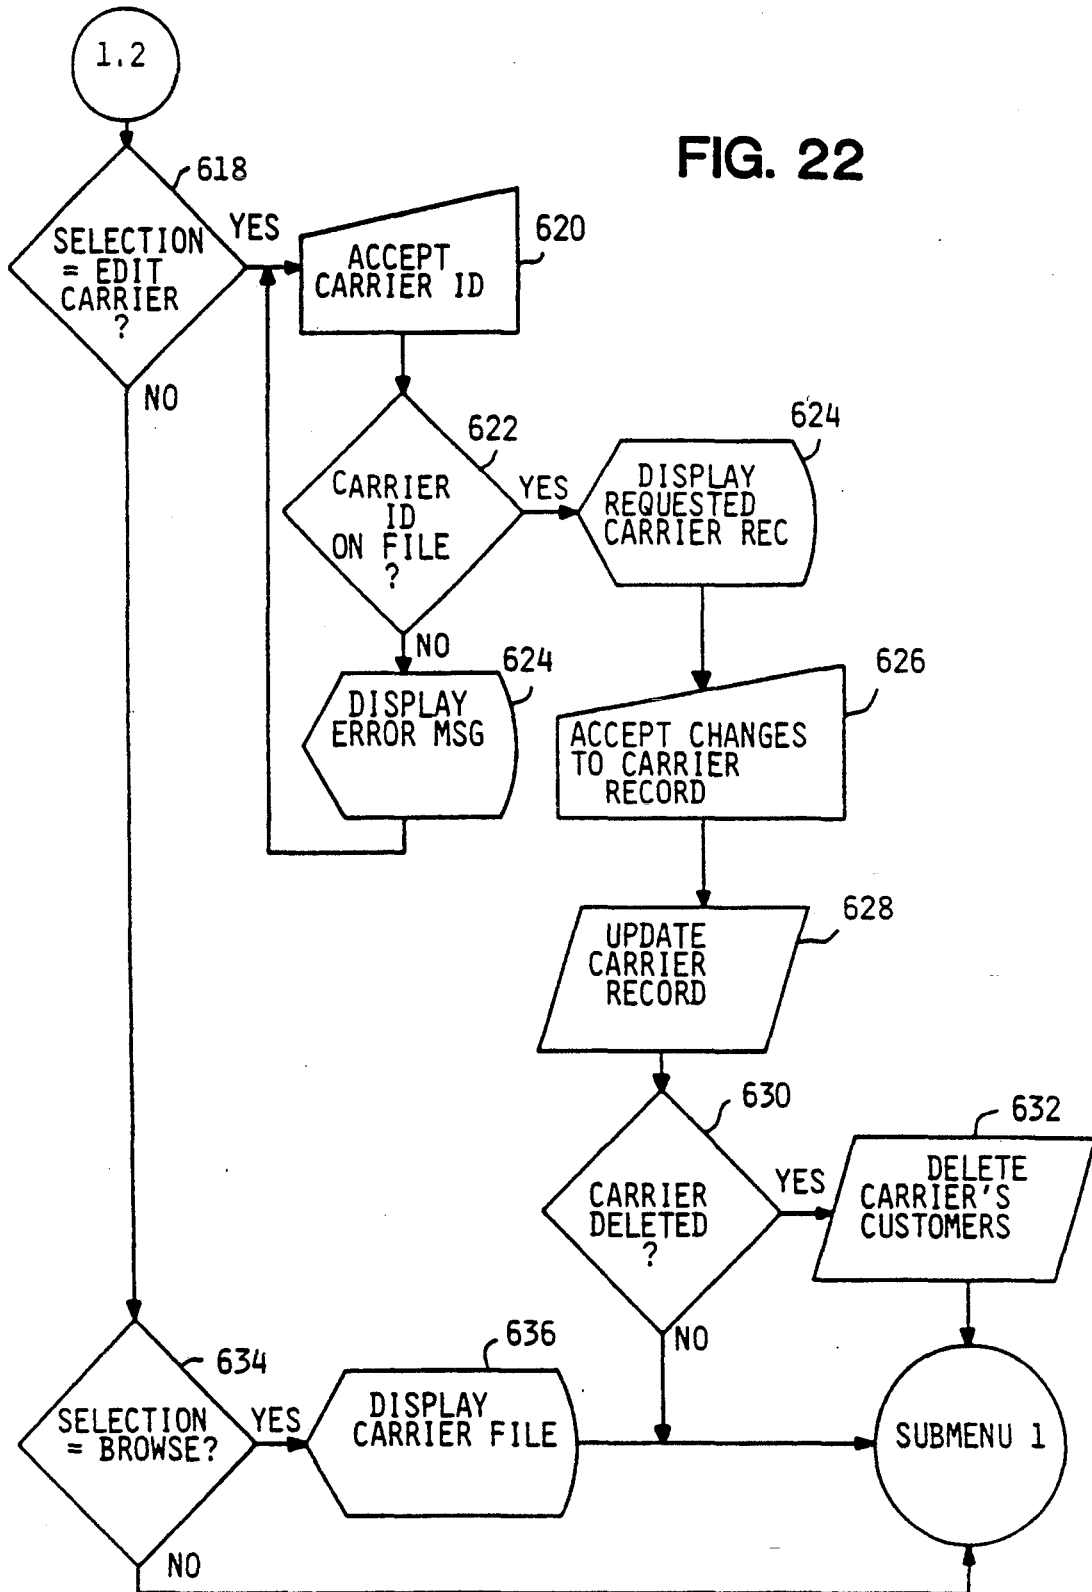 1.2
FIG. 22
618
SELECTION
= EDIT
CARRIER
?
YES
NO
620
ACCEPT
CARRIER ID
622
CARRIER
ID
ON FILE
?
YES
NO
624
DISPLAY
REQUESTED
CARRIER REC
624
DISPLAY
ERROR MSG
626
ACCEPT CHANGES
TO CARRIER
RECORD
628
UPDATE
CARRIER
RECORD
630
CARRIER
DELETED
?
YES
NO
632
DELETE
CARRIER'S
CUSTOMERS
634
SELECTION
= BROWSE?
YES
NO
636
DISPLAY
CARRIER FILE
SUBMENU 1